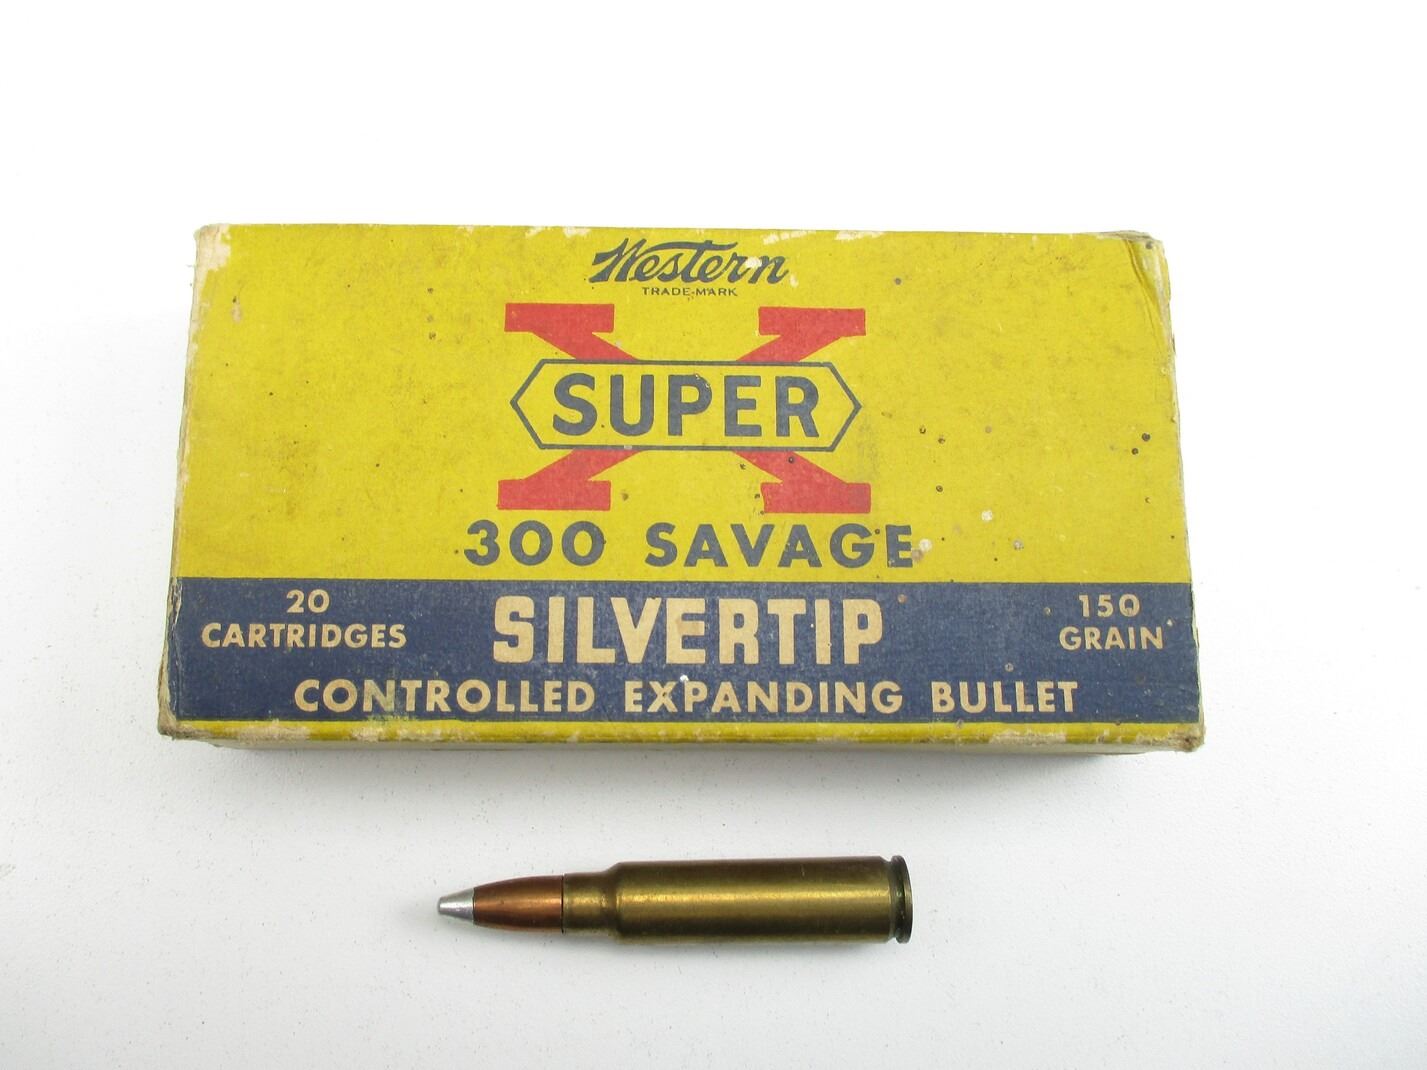 Western
TRADE-MARK
SUPER X
300 SAVAGE
20
CARTRIDGES
SILVERTIP
150
GRAIN
CONTROLLED EXPANDING BULLET